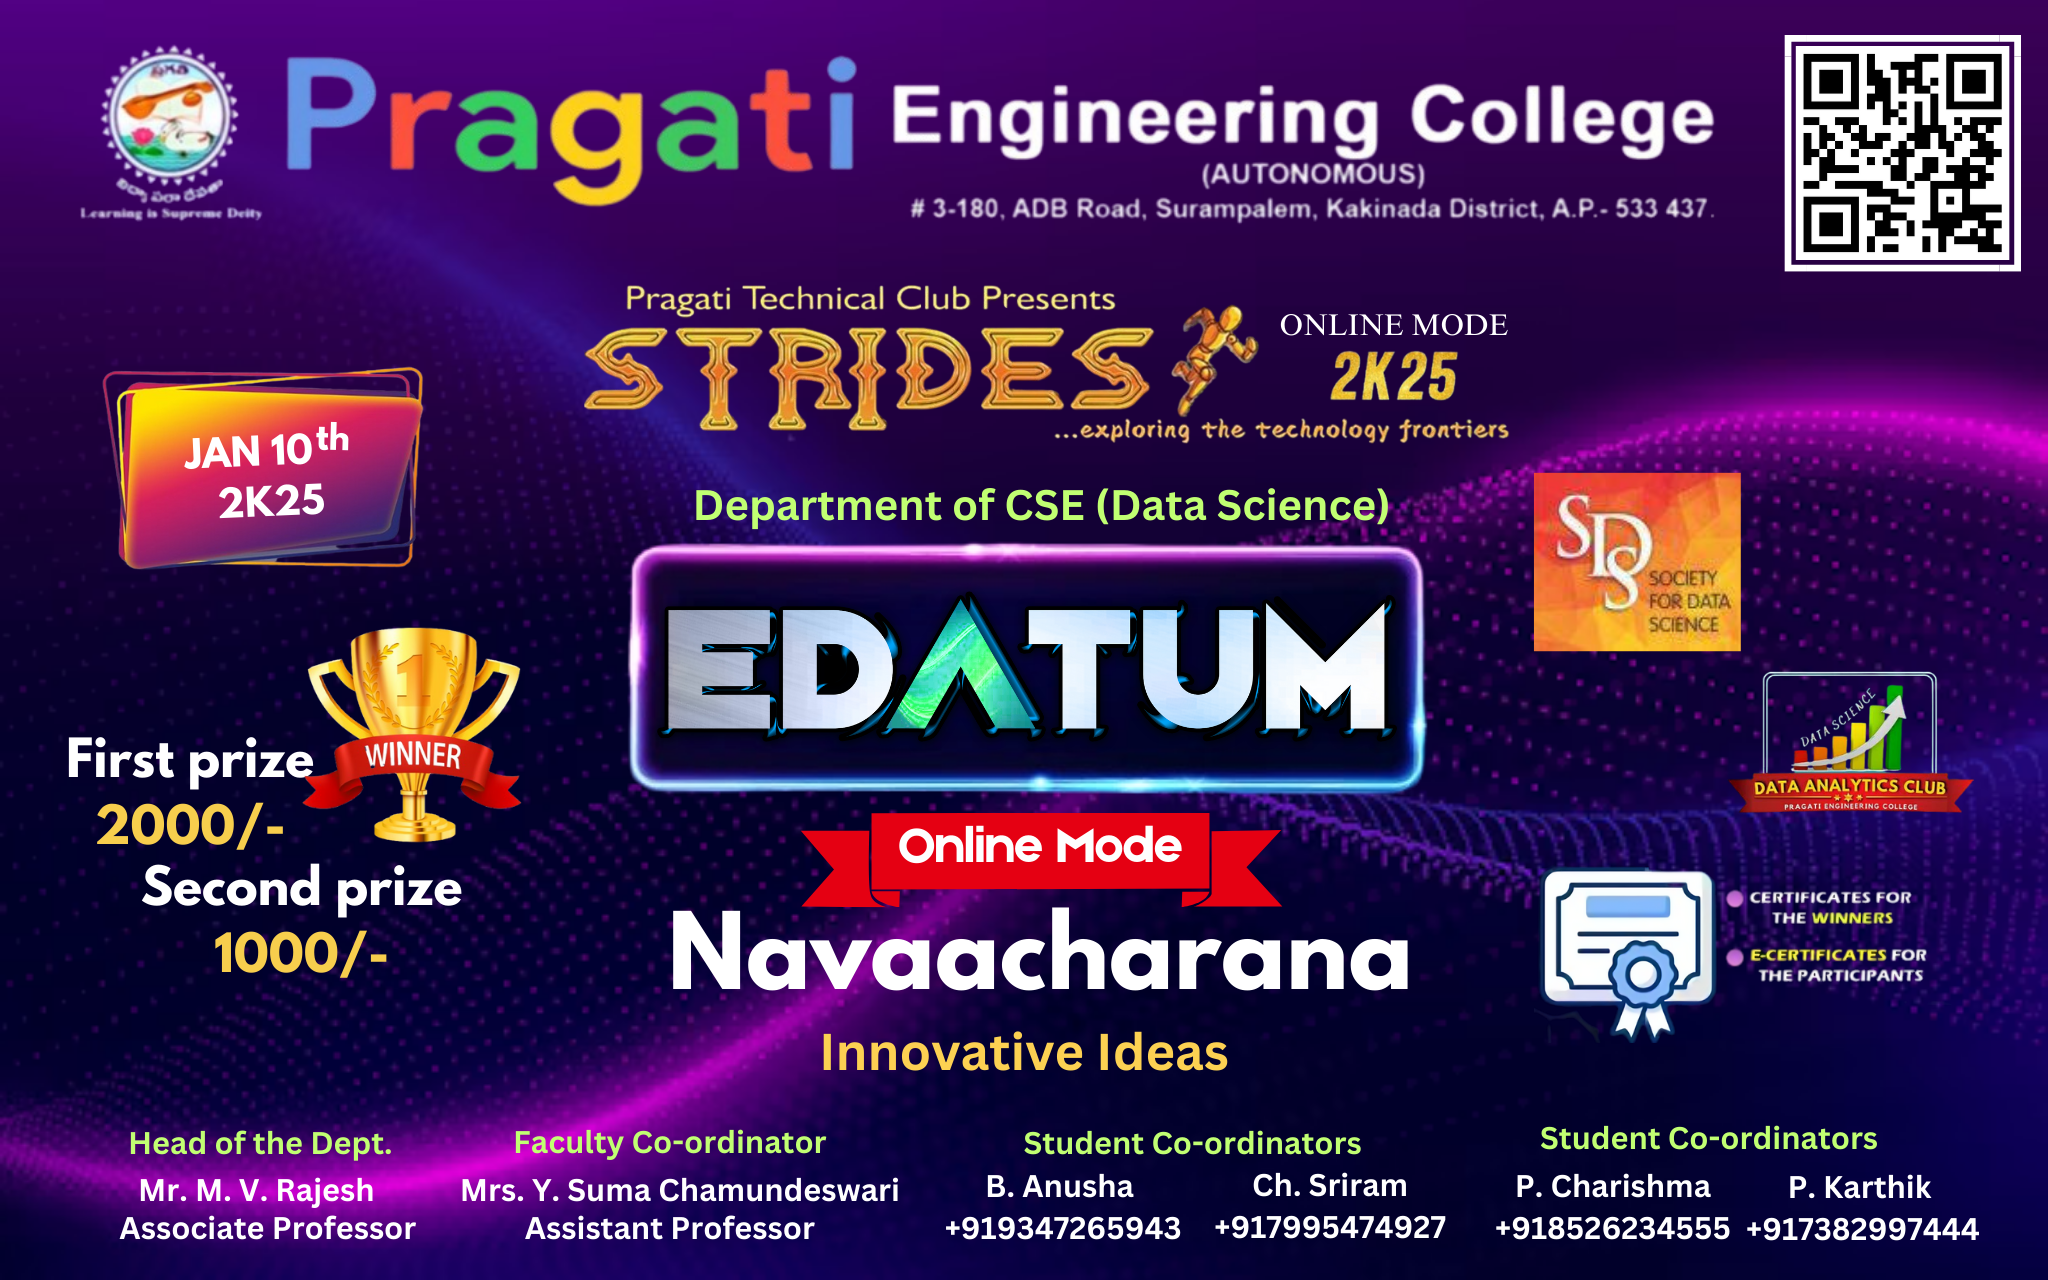 Pragati Engineering College
(AUTONOMOUS)
# 3-180, ADB Road, Surampalem, Kakinada District, A.P.- 533 437.
ప్రగతి
విద్యా పరా దేవతా
Learning is Supreme Deity
Pragati Technical Club Presents
STRIDES
ONLINE MODE
2K25
...exploring the technology frontiers
JAN 10th
2K25
Department of CSE (Data Science)
EDATUM
SDS
SOCIETY
FOR DATA
SCIENCE
DATA SCIENCE
DATA ANALYTICS CLUB
PRAGATI ENGINEERING COLLEGE
1
WINNER
First prize
2000/-
Second prize
1000/-
Online Mode
Navaacharana
Innovative Ideas
CERTIFICATES FOR
THE WINNERS
E-CERTIFICATES FOR
THE PARTICIPANTS
Head of the Dept.
Mr. M. V. Rajesh
Associate Professor
Faculty Co-ordinator
Mrs. Y. Suma Chamundeswari
Assistant Professor
Student Co-ordinators
B. Anusha
+919347265943
Ch. Sriram
+917995474927
Student Co-ordinators
P. Charishma
+918526234555
P. Karthik
+917382997444